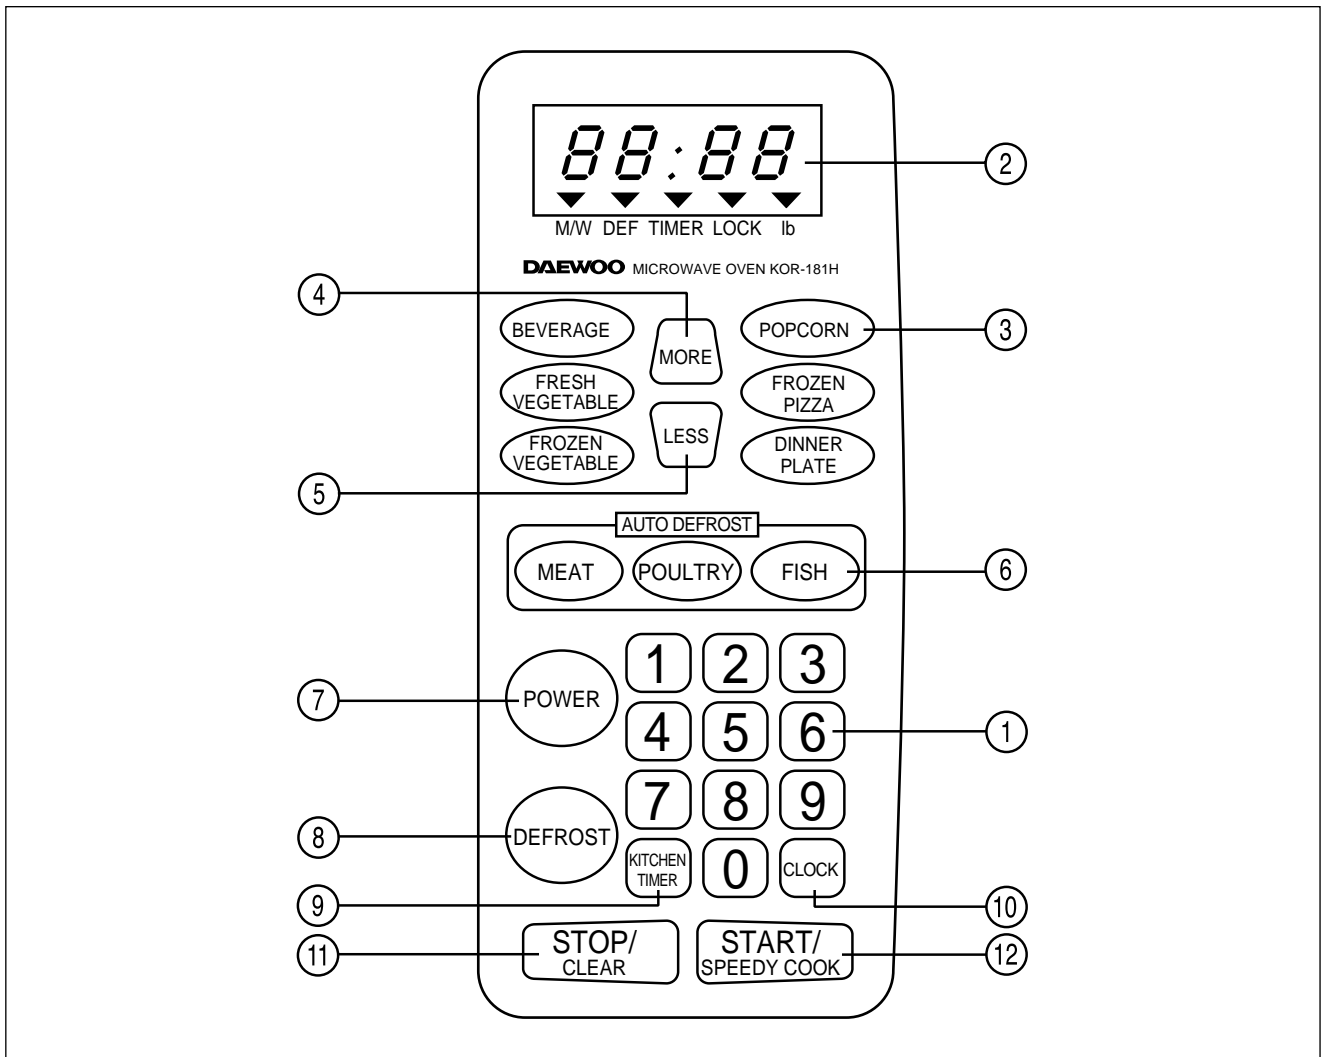 88:88
M/W DEF TIMER LOCK lb
DAEWOO MICROWAVE OVEN KOR-181H
2
4
BEVERAGE
MORE
POPCORN
3
FRESH
VEGETABLE
FROZEN
PIZZA
LESS
FROZEN
VEGETABLE
DINNER
PLATE
5
AUTO DEFROST
MEAT POULTRY FISH
6
1 2 3
7
POWER
4 5 6
1
7 8 9
8
DEFROST
KITCHEN
TIMER
0
CLOCK
9
10
11
STOP/
CLEAR
START/
SPEEDY COOK
12